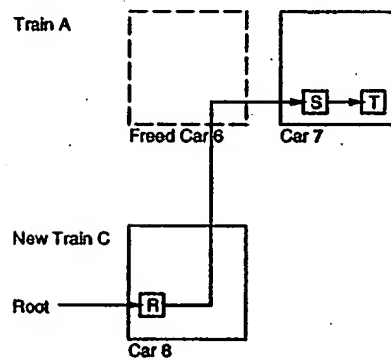 Train A
S
T
Freed Car 6
Car 7
New Train C
Root
R
Car 8